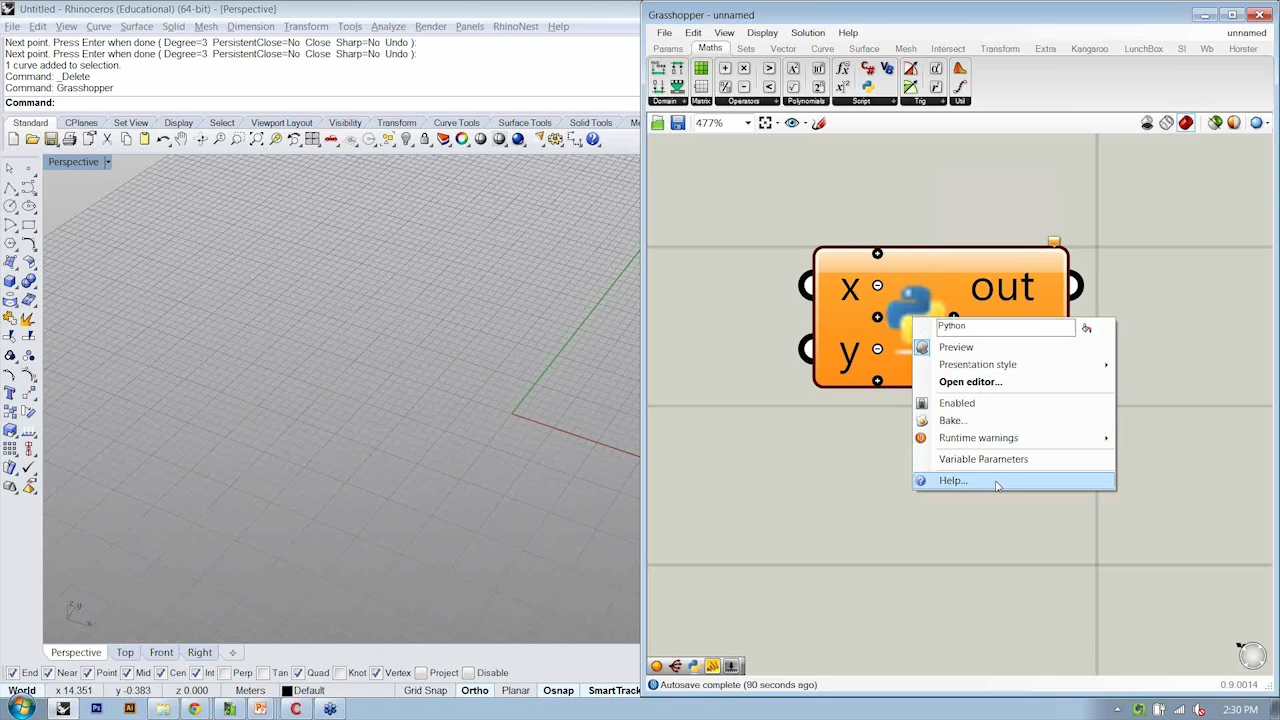 Untitled - Rhinoceros (Educational) (64-bit) - [Perspective]
File Edit View Curve Surface Solid Mesh Dimension Transform Tools Analyze Render Panels RhinoNest Help
Next point. Press Enter when done ( Degree=3 PersistentClose=No Close Sharp=No Undo ):
Next point. Press Enter when done ( Degree=3 PersistentClose=No Close Sharp=No Undo ):
1 curve added to selection.
Command: _Delete
Command: Grasshopper
Command:
Standard CPlanes Set View Display Select Viewport Layout Visibility Transform Curve Tools Surface Tools Solid Tools
Perspective
z y
x
Perspective Top Front Right
End Near Point Mid Cen Int Perp Tan Quad Knot Vertex Project Disable
World x 14.351 y -0.383 z 0.000 Meters Default Grid Snap Ortho Planar Osnap SmartTrack
Grasshopper - unnamed
File Edit View Display Solution Help unnamed
Params Maths Sets Vector Curve Surface Mesh Intersect Transform Extra Kangaroo LunchBox SI Wb Horster
Domain Matrix Operators Polynomials Script Trig Util
477%
x out
y
Python
Preview
Presentation style
Open editor...
Enabled
Bake...
Runtime warnings
Variable Parameters
Help...
Autosave complete (90 seconds ago) 0.9.0014
2:30 PM